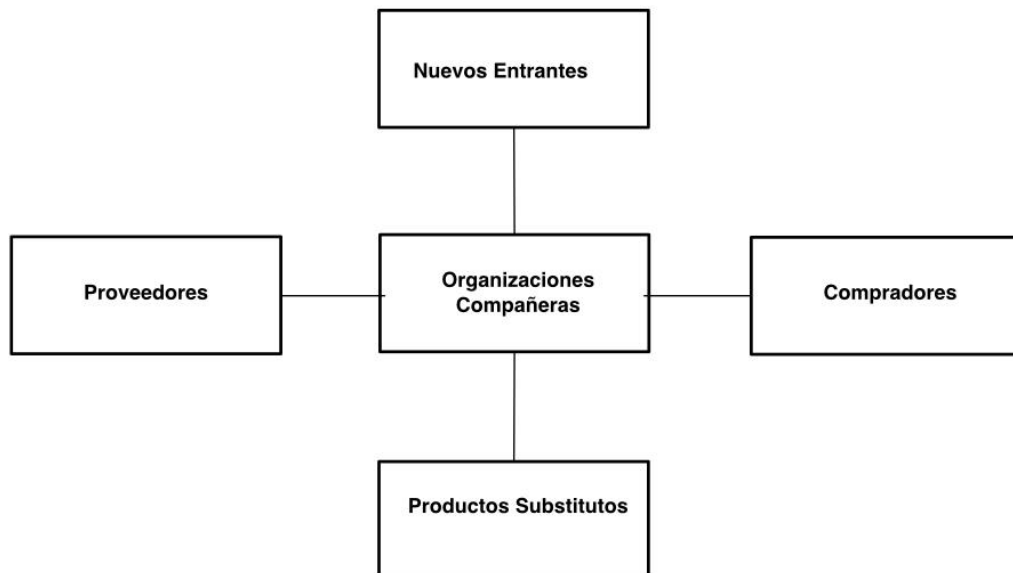 Nuevos Entrantes
Proveedores
Organizaciones
Compañeras
Compradores
Productos Substitutos